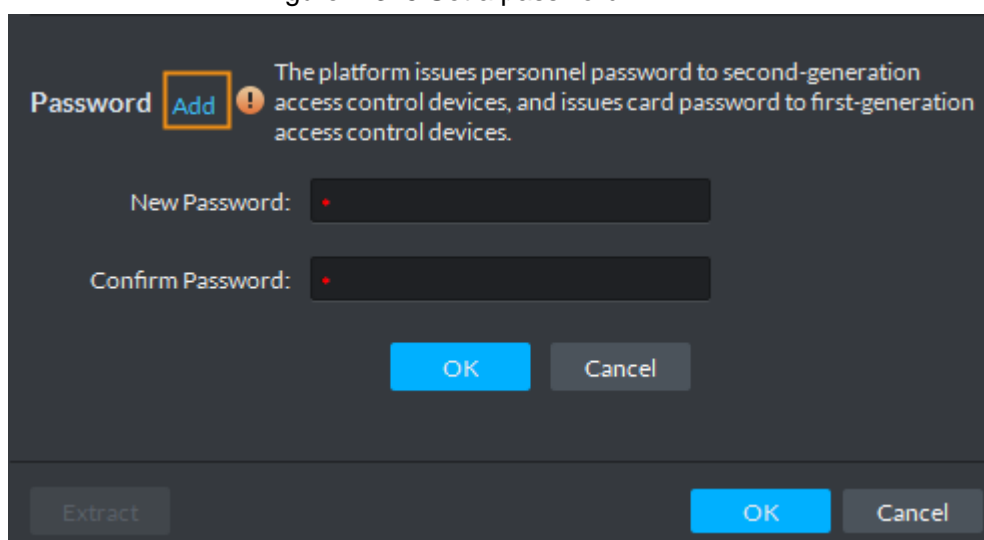 The platform issues personnel password to second-generation
Password Add access control devices, and issues card password to first-generation
access control devices.
New Password:
Confirm Password:
OK Cancel
Extract OK Cancel